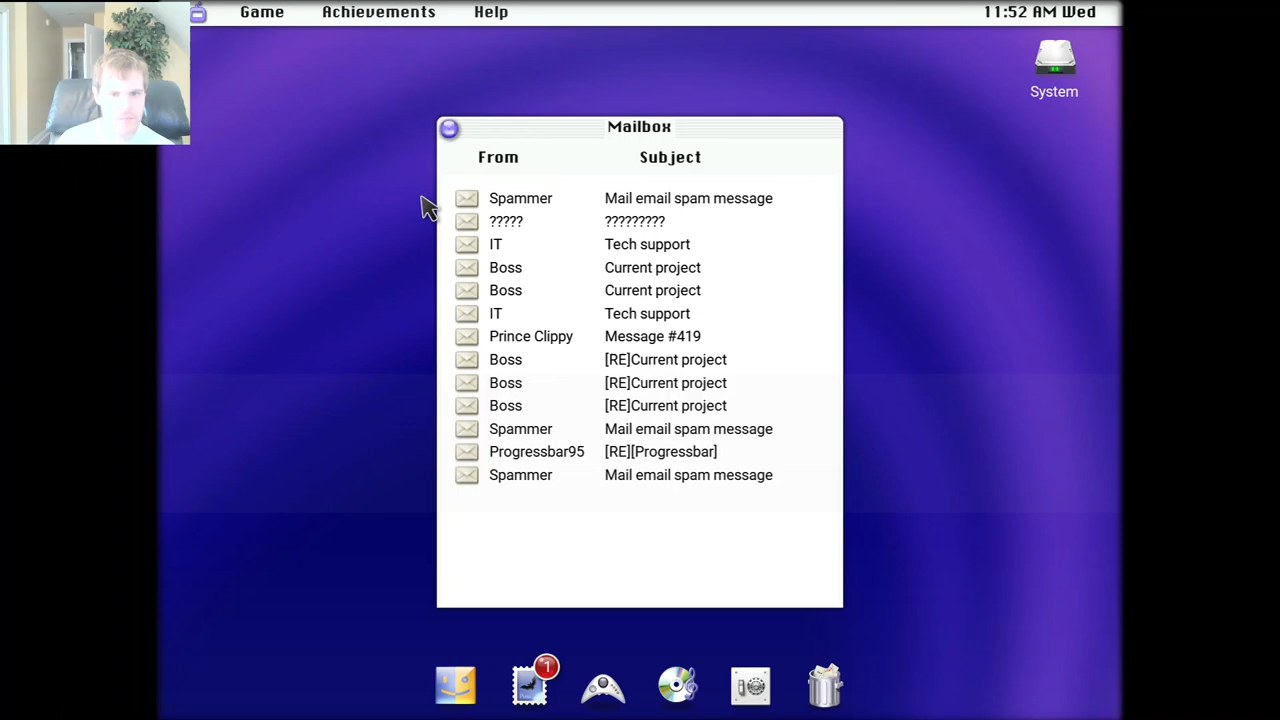 Game Achievements Help 11:52 AM Wed
System
Mailbox
From Subject
Spammer Mail email spam message
????? ?????????
IT Tech support
Boss Current project
Boss Current project
IT Tech support
Prince Clippy Message #419
Boss [RE]Current project
Boss [RE]Current project
Boss [RE]Current project
Spammer Mail email spam message
Progressbar95 [RE][Progressbar]
Spammer Mail email spam message
1